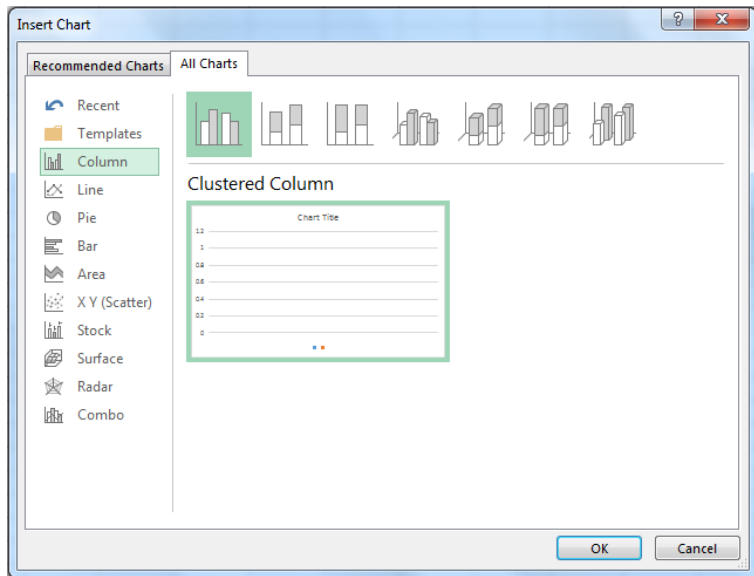 Insert Chart
?
Recommended Charts
All Charts
Recent
Templates
Column
Line
Pie
Bar
Area
X Y (Scatter)
Stock
Surface
Radar
Combo
Clustered Column
Chart Title
1.2
1
0.8
0.6
0.4
0.2
0
OK
Cancel